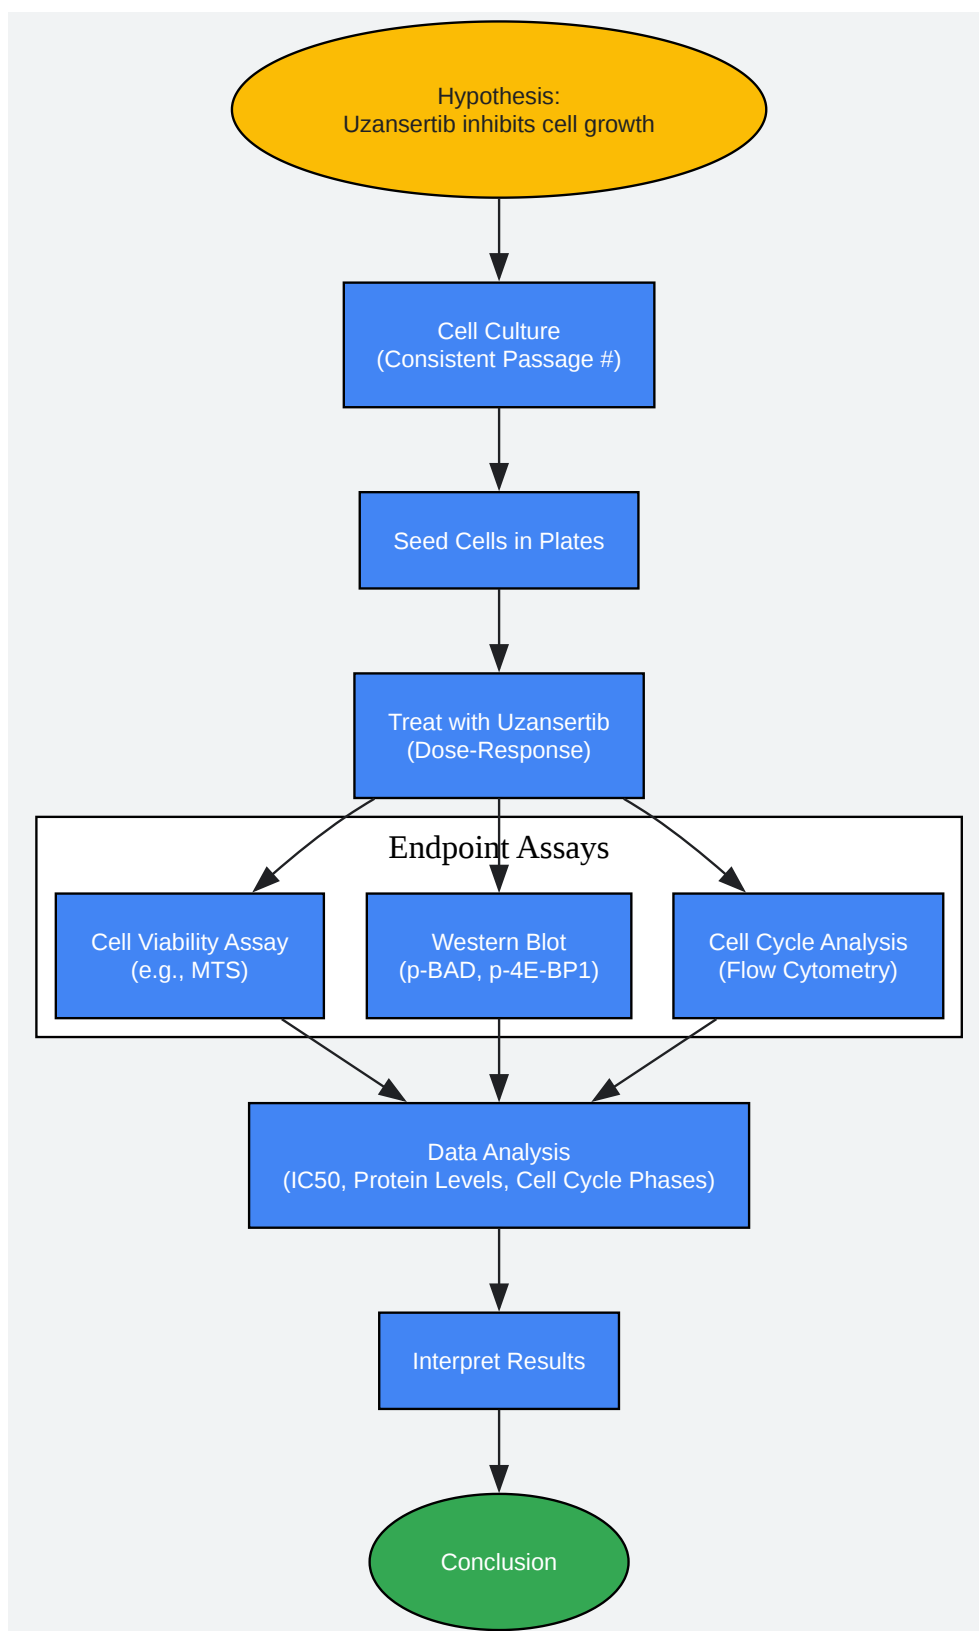 Hypothesis:
Uzansertib inhibits cell growth
Cell Culture
(Consistent Passage #)
Seed Cells in Plates
Treat with Uzansertib
(Dose-Response)
Endpoint Assays
Cell Viability Assay
(e.g., MTS)
Western Blot
(p-BAD, p-4E-BP1)
Cell Cycle Analysis
(Flow Cytometry)
Data Analysis
(IC50, Protein Levels, Cell Cycle Phases)
Interpret Results
Conclusion